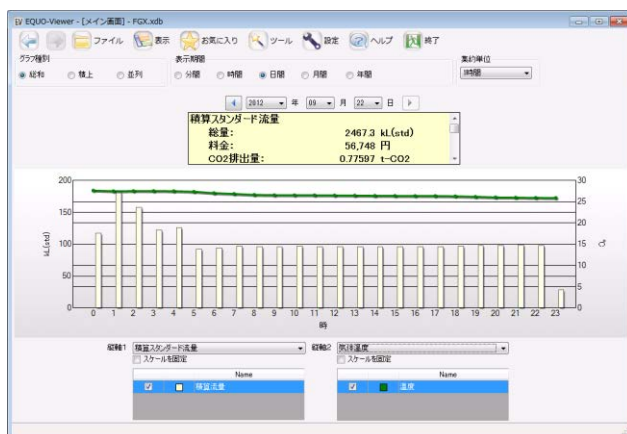 EQUO-Viewer - [メイン画面] - FGX.xdb
ファイル 表示 お気に入り ツール 設定 ヘルプ 終了
グラフ種別 表示期間 集約単位
総和 積上 並列 分間 時間 日間 月間 年間 1時間
2012 年 09 月 22 日
積算スタンダード流量
総量: 2467.3 kL(std)
料金: 56,748 円
CO2排出量: 0.77597 t-CO2
200 30
25
150
20
kL(std) 100 15 ℃
10
50
5
0 0
0 1 2 3 4 5 6 7 8 9 10 11 12 13 14 15 16 17 18 19 20 21 22 23
時
縦軸1 積算スタンダード流量 縦軸2 気体温度
スケールを固定 スケールを固定
Name Name
積算流量 温度